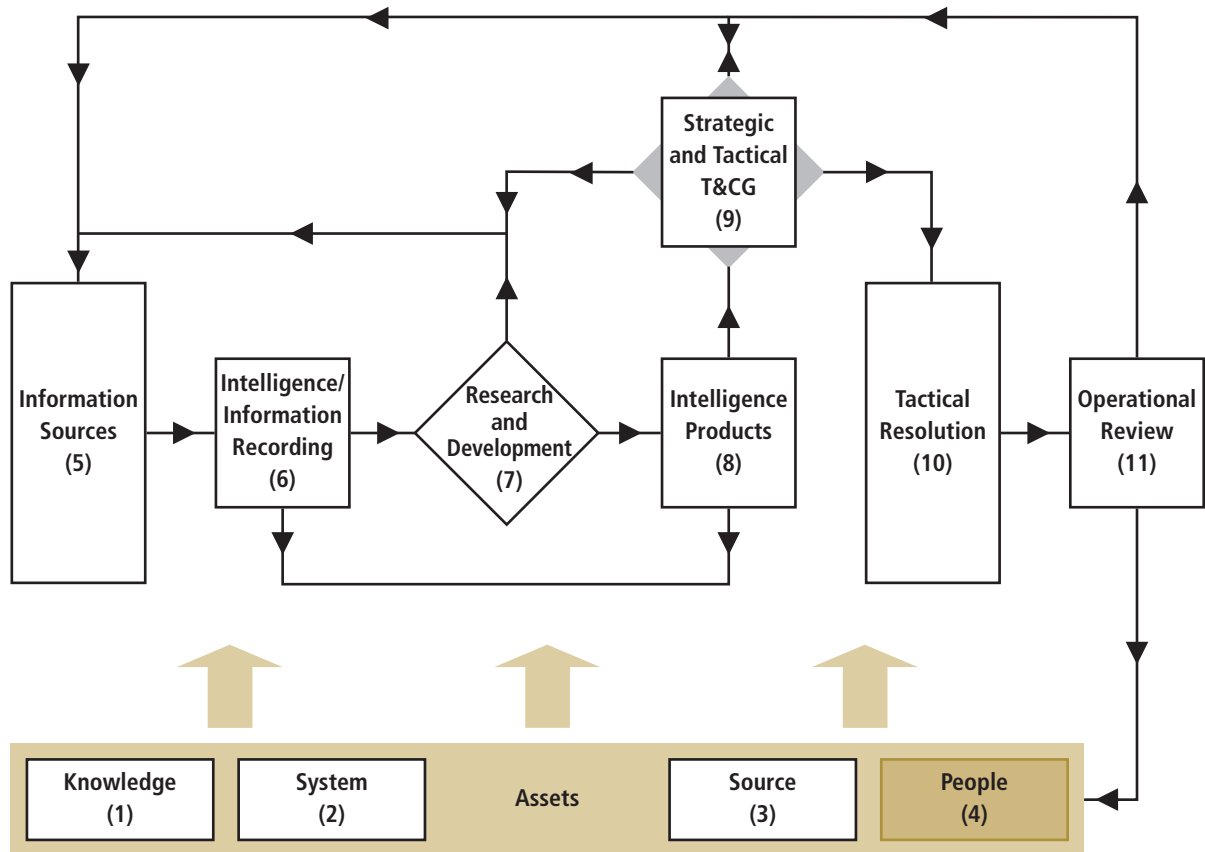 Strategic
and Tactical
T&CG
(9)
Information
Sources
(5)
Intelligence/
Information
Recording
(6)
Research
and
Development
(7)
Intelligence
Products
(8)
Tactical
Resolution
(10)
Operational
Review
(11)
Knowledge
(1)
System
(2)
Assets
Source
(3)
People
(4)